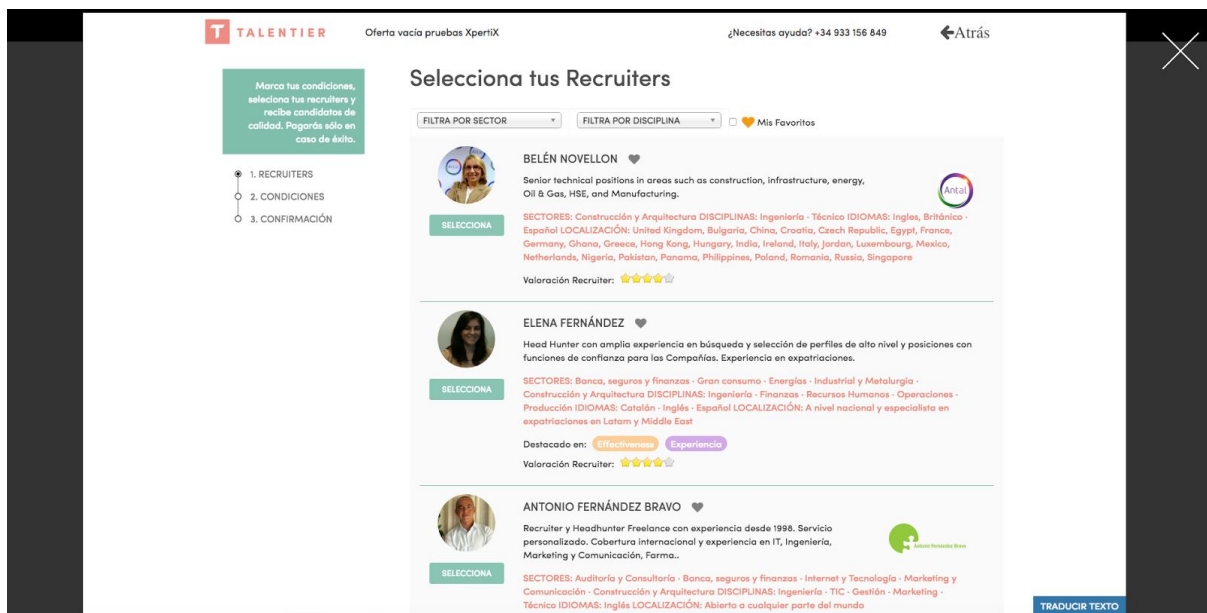 TALENTIER
Oferta vacía pruebas XpertiX
¿Necesitas ayuda? +34 933 156 849
Atrás
Marca tus condiciones,
seleciona tus recruiters y
recibe candidatos de
calidad. Pagarás sólo en
caso de éxito.
1. RECRUITERS
2. CONDICIONES
3. CONFIRMACIÓN
Selecciona tus Recruiters
FILTRA POR SECTOR
FILTRA POR DISCIPLINA
Mis Favoritos
BELÉN NOVELLON
Senior technical positions in areas such as construction, infrastructure, energy,
Oil & Gas, HSE, and Manufacturing.
Antal
SELECCIONA
SECTORES: Construcción y Arquitectura DISCIPLINAS: Ingeniería · Técnico IDIOMAS: Ingles, Británico ·
Español LOCALIZACIÓN: United Kingdom, Bulgaria, China, Croatia, Czech Republic, Egypt, France,
Germany, Ghana, Greece, Hong Kong, Hungary, India, Ireland, Italy, Jordan, Luxembourg, Mexico,
Netherlands, Nigeria, Pakistan, Panama, Philippines, Poland, Romania, Russia, Singapore
Valoración Recruiter:
ELENA FERNÁNDEZ
Head Hunter con amplia experiencia en búsqueda y selección de perfiles de alto nivel y posiciones con
funciones de confianza para las Compañías. Experiencia en expatriaciones.
SELECCIONA
SECTORES: Banca, seguros y finanzas · Gran consumo · Energías · Industrial y Metalurgia ·
Construcción y Arquitectura DISCIPLINAS: Ingeniería · Finanzas · Recursos Humanos · Operaciones ·
Producción IDIOMAS: Catalán · Inglés · Español LOCALIZACIÓN: A nivel nacional y especialista en
expatriaciones en Latam y Middle East
Destacado en: Effectiveness Experiencia
Valoración Recruiter:
ANTONIO FERNÁNDEZ BRAVO
Recruiter y Headhunter Freelance con experiencia desde 1998. Servicio
personalizado. Cobertura internacional y experiencia en IT, Ingeniería,
Marketing y Comunicación, Farma..
Antonio Fernández Bravo
SELECCIONA
SECTORES: Auditoría y Consultoría · Banca, seguros y finanzas · Internet y Tecnología · Marketing y
Comunicación · Construcción y Arquitectura DISCIPLINAS: Ingeniería · TIC · Gestión · Marketing ·
Técnico IDIOMAS: Inglés LOCALIZACIÓN: Abierto a cualquier parte del mundo
TRADUCIR TEXTO